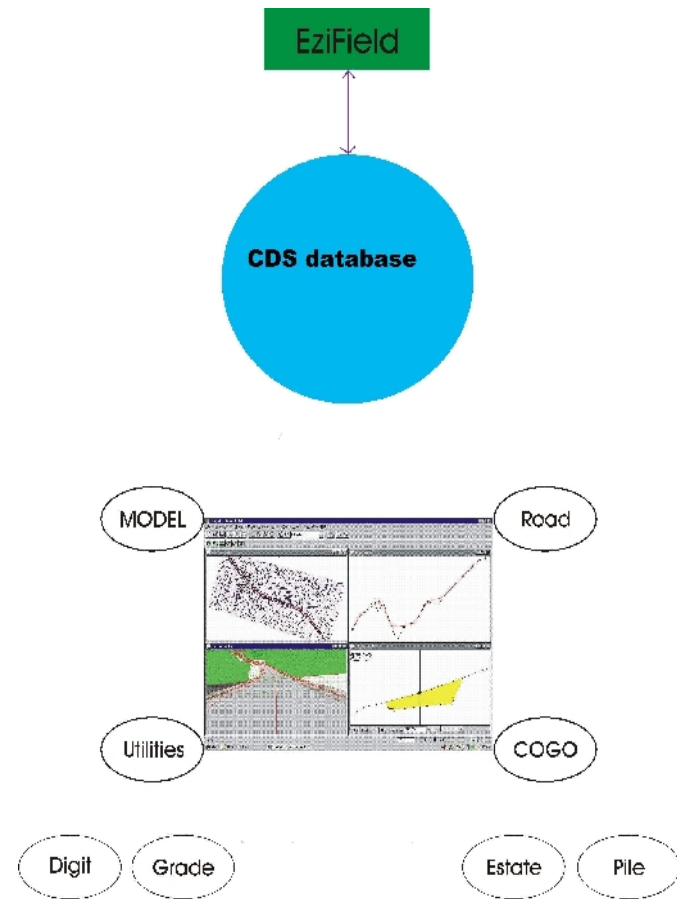 EziField
CDS database
MODEL
Road
Utilities
COGO
Digit
Grade
Estate
Pile